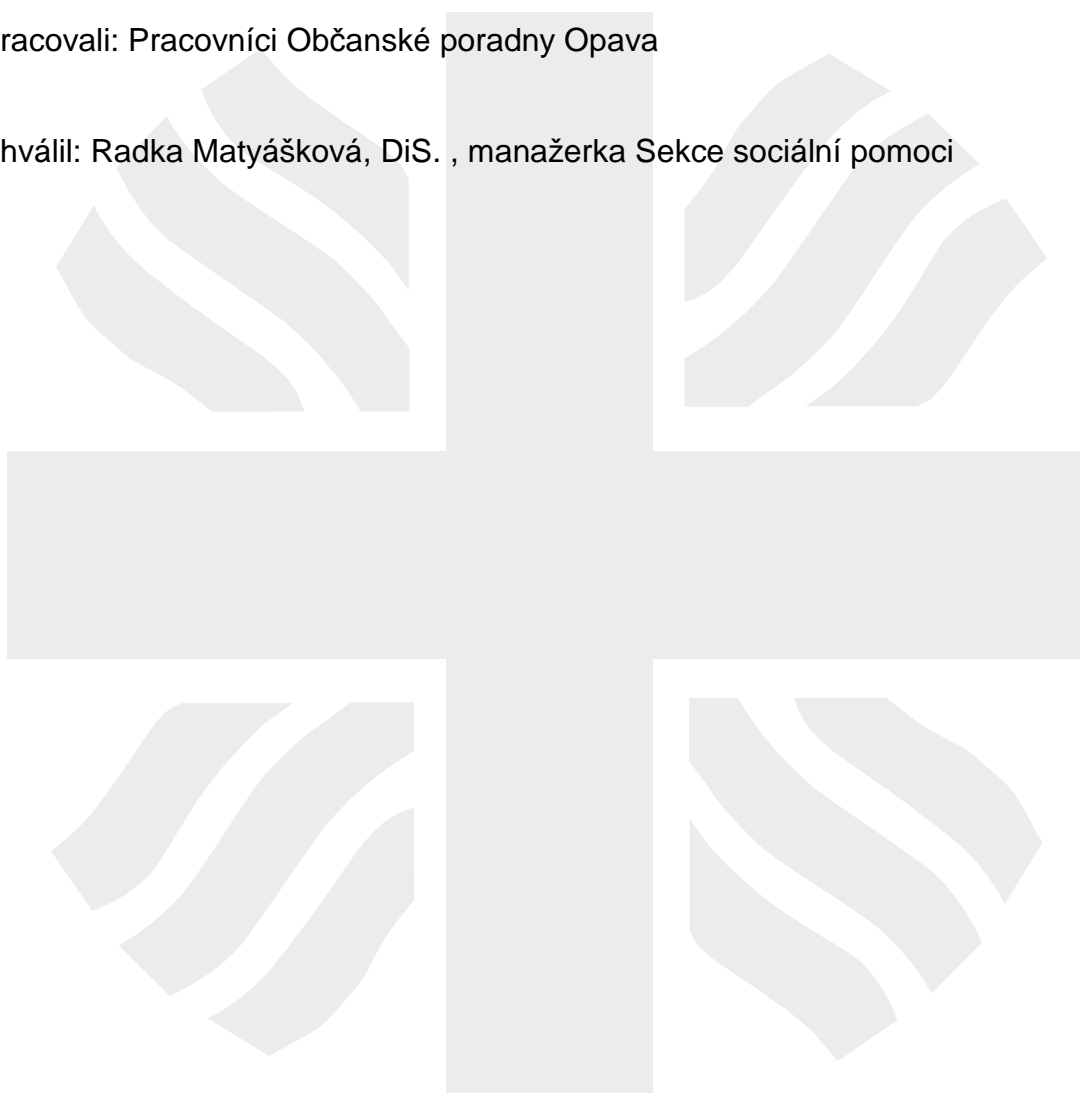 racovali: Pracovníci Občanské poradny Opava
hválil: Radka Matyášková, DiS. , manažerka Sekce sociální pomoci